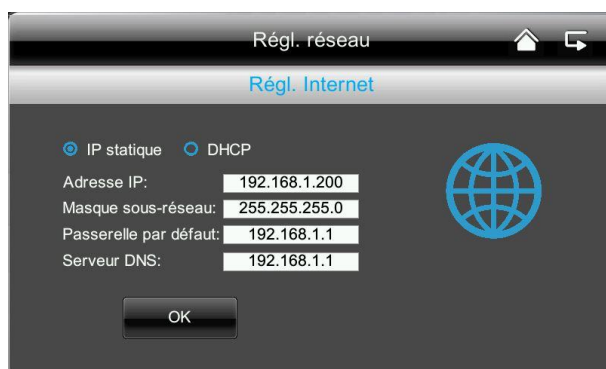 Régl. réseau
Régl. Internet
IP statique DHCP
Adresse IP: 192.168.1.200
Masque sous-réseau: 255.255.255.0
Passerelle par défaut: 192.168.1.1
Serveur DNS: 192.168.1.1
OK